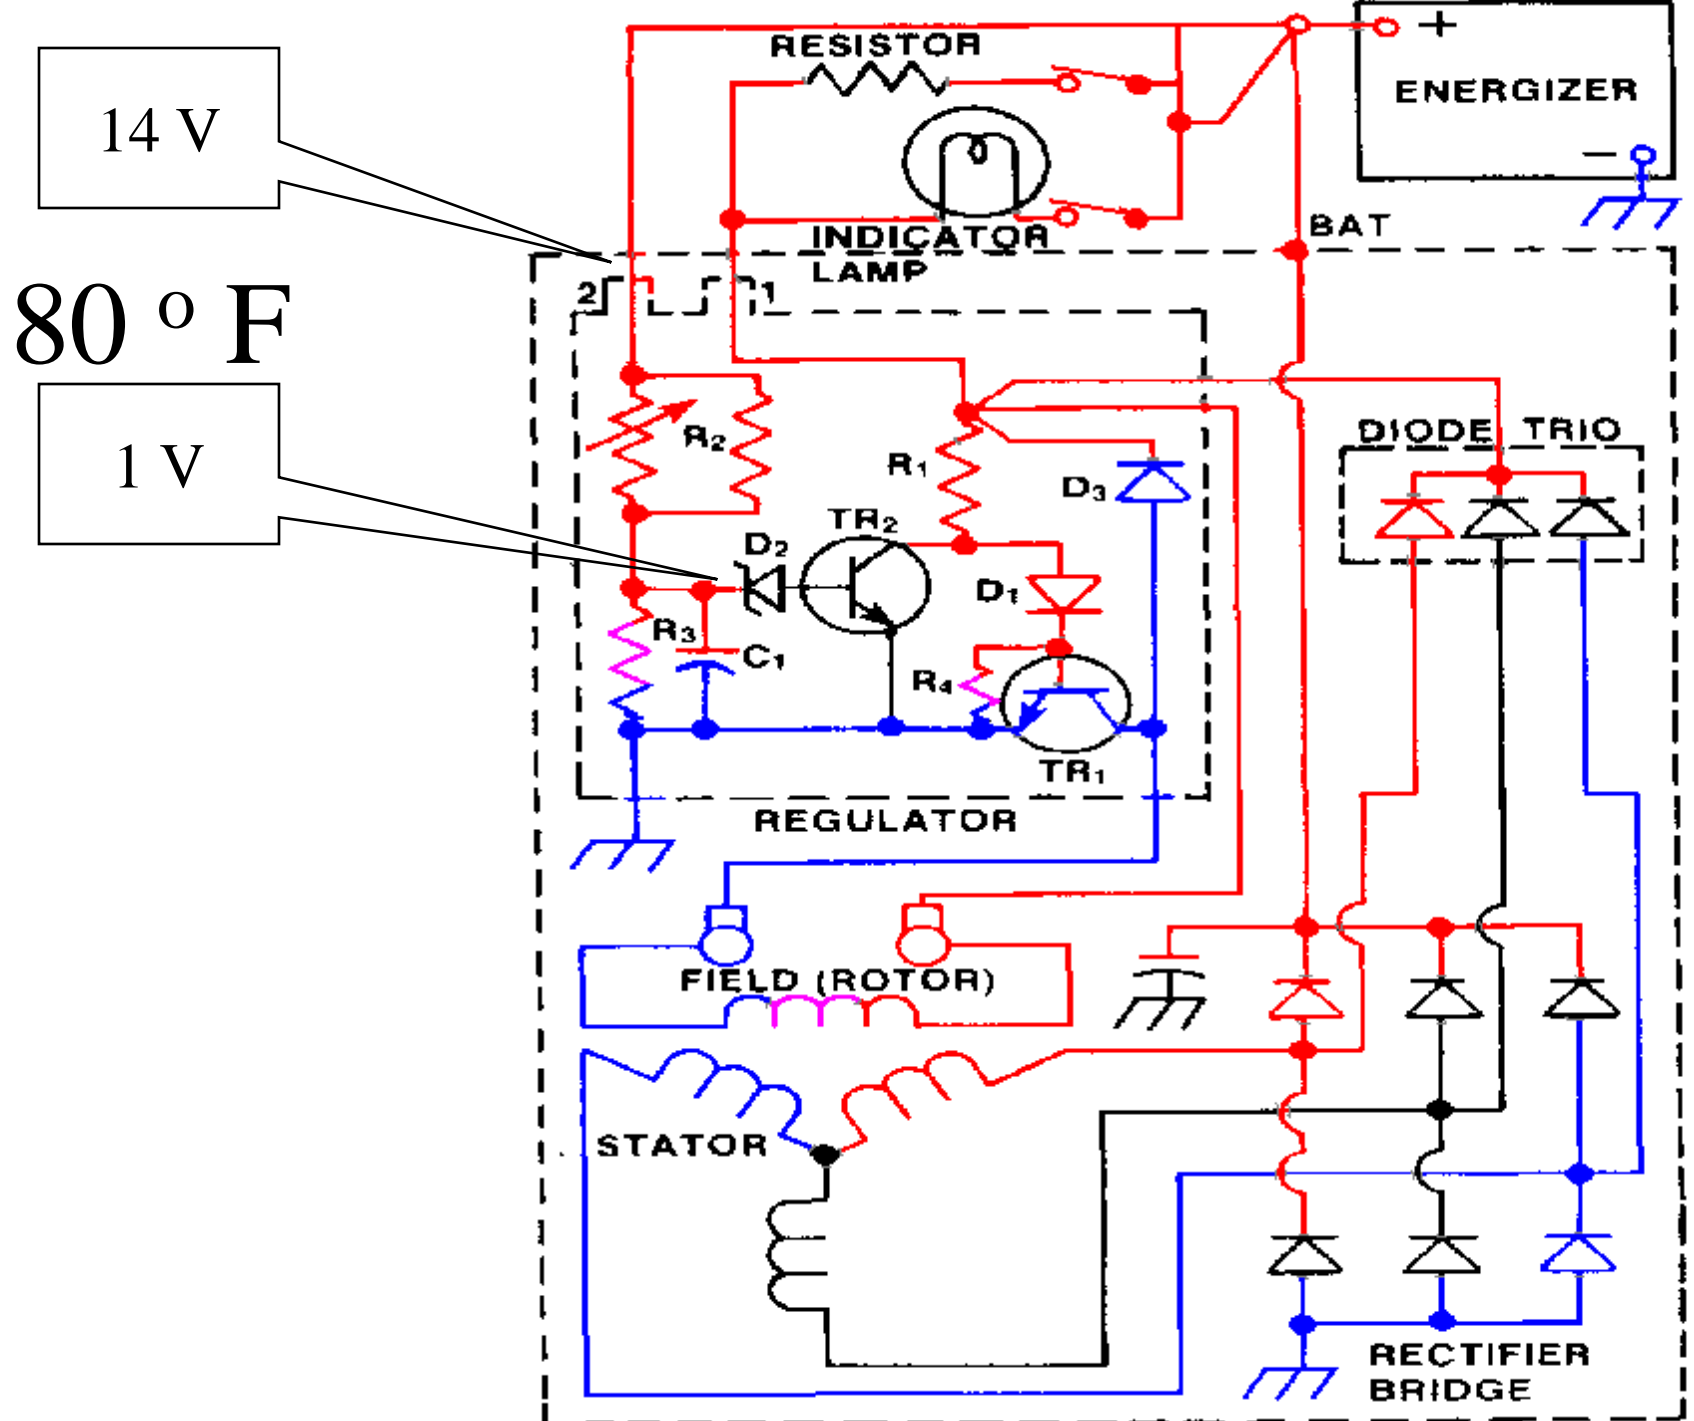 RESISTOR
+
ENERGIZER
−
14 V
INDICATOR
LAMP
BAT
80 o F
2
1
1 V
R2
R1
D3
DIODE TRIO
TR2
D2
D1
R3
C1
R4
TR1
REGULATOR
FIELD (ROTOR)
STATOR
RECTIFIER
BRIDGE